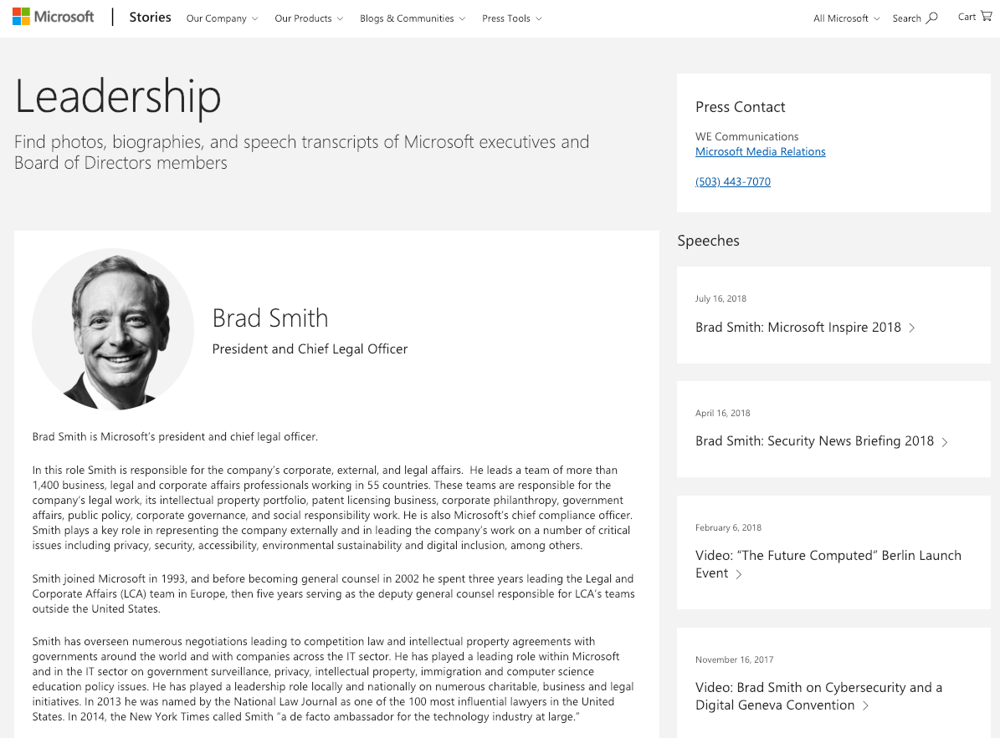 Microsoft
Stories
Our Company
Our Products
Blogs & Communities
Press Tools
All Microsoft
Search
Cart
Leadership
Find photos, biographies, and speech transcripts of Microsoft executives and
Board of Directors members
Brad Smith
President and Chief Legal Officer
Brad Smith is Microsoft’s president and chief legal officer.
In this role Smith is responsible for the company’s corporate, external, and legal affairs.  He leads a team of more than
1,400 business, legal and corporate affairs professionals working in 55 countries. These teams are responsible for the
company’s legal work, its intellectual property portfolio, patent licensing business, corporate philanthropy, government
affairs, public policy, corporate governance, and social responsibility work. He is also Microsoft’s chief compliance officer.
Smith plays a key role in representing the company externally and in leading the company’s work on a number of critical
issues including privacy, security, accessibility, environmental sustainability and digital inclusion, among others.
Smith joined Microsoft in 1993, and before becoming general counsel in 2002 he spent three years leading the Legal and
Corporate Affairs (LCA) team in Europe, then five years serving as the deputy general counsel responsible for LCA’s teams
outside the United States.
Smith has overseen numerous negotiations leading to competition law and intellectual property agreements with
governments around the world and with companies across the IT sector. He has played a leading role within Microsoft
and in the IT sector on government surveillance, privacy, intellectual property, immigration and computer science
education policy issues. He has played a leadership role locally and nationally on numerous charitable, business and legal
initiatives. In 2013 he was named by the National Law Journal as one of the 100 most influential lawyers in the United
States. In 2014, the New York Times called Smith “a de facto ambassador for the technology industry at large.”
Press Contact
WE Communications
Microsoft Media Relations
(503) 443-7070
Speeches
July 16, 2018
Brad Smith: Microsoft Inspire 2018
April 16, 2018
Brad Smith: Security News Briefing 2018
February 6, 2018
Video: “The Future Computed” Berlin Launch
Event
November 16, 2017
Video: Brad Smith on Cybersecurity and a
Digital Geneva Convention